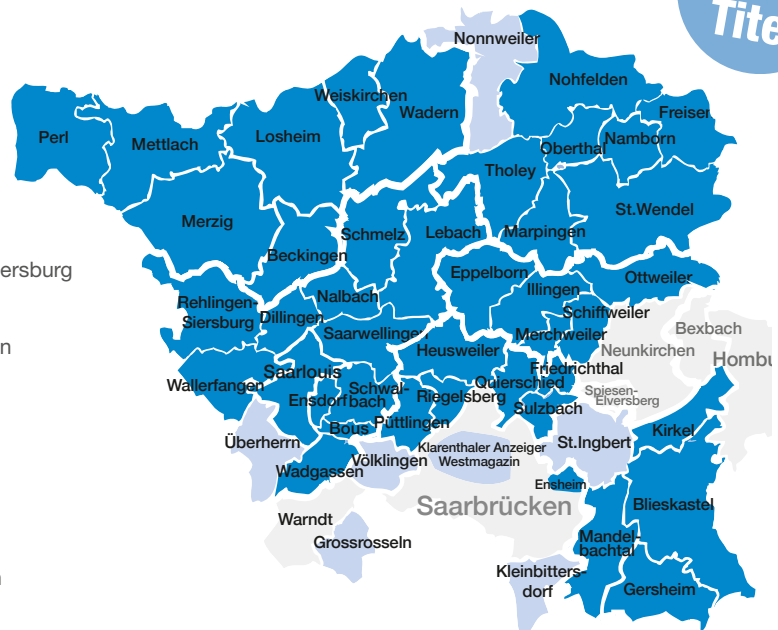 Tite
Nonnweiler
Nohfelden
Weiskirchen
Wadern
Freisen
Perl
Mettlach
Losheim
Oberthal
Namborn
Tholey
St.Wendel
Merzig
Schmelz
Lebach
Marpingen
Beckingen
ersburg
Eppelborn
Ottweiler
Illingen
Nalbach
Rehlingen-
Siersburg
Dillingen
Schiffweiler
Saarwellingen
Merchweiler
Bexbach
n
Heusweiler
Neunkirchen
Hombu
Friedrichthal
Saarlouis
Wallerfangen
Quierschied
Spiesen-
Elversberg
Ensdorf
Schwal-
bach
Riegelsberg
Sulzbach
Bous
Püttlingen
Kirkel
Überherrn
Klarenthaler Anzeiger
Westmagazin
St.Ingbert
Völklingen
Wadgassen
Ensheim
Saarbrücken
Blieskastel
Warndt
Grossrosseln
Mandel-
bachtal
Kleinbitters-
dorf
Gersheim